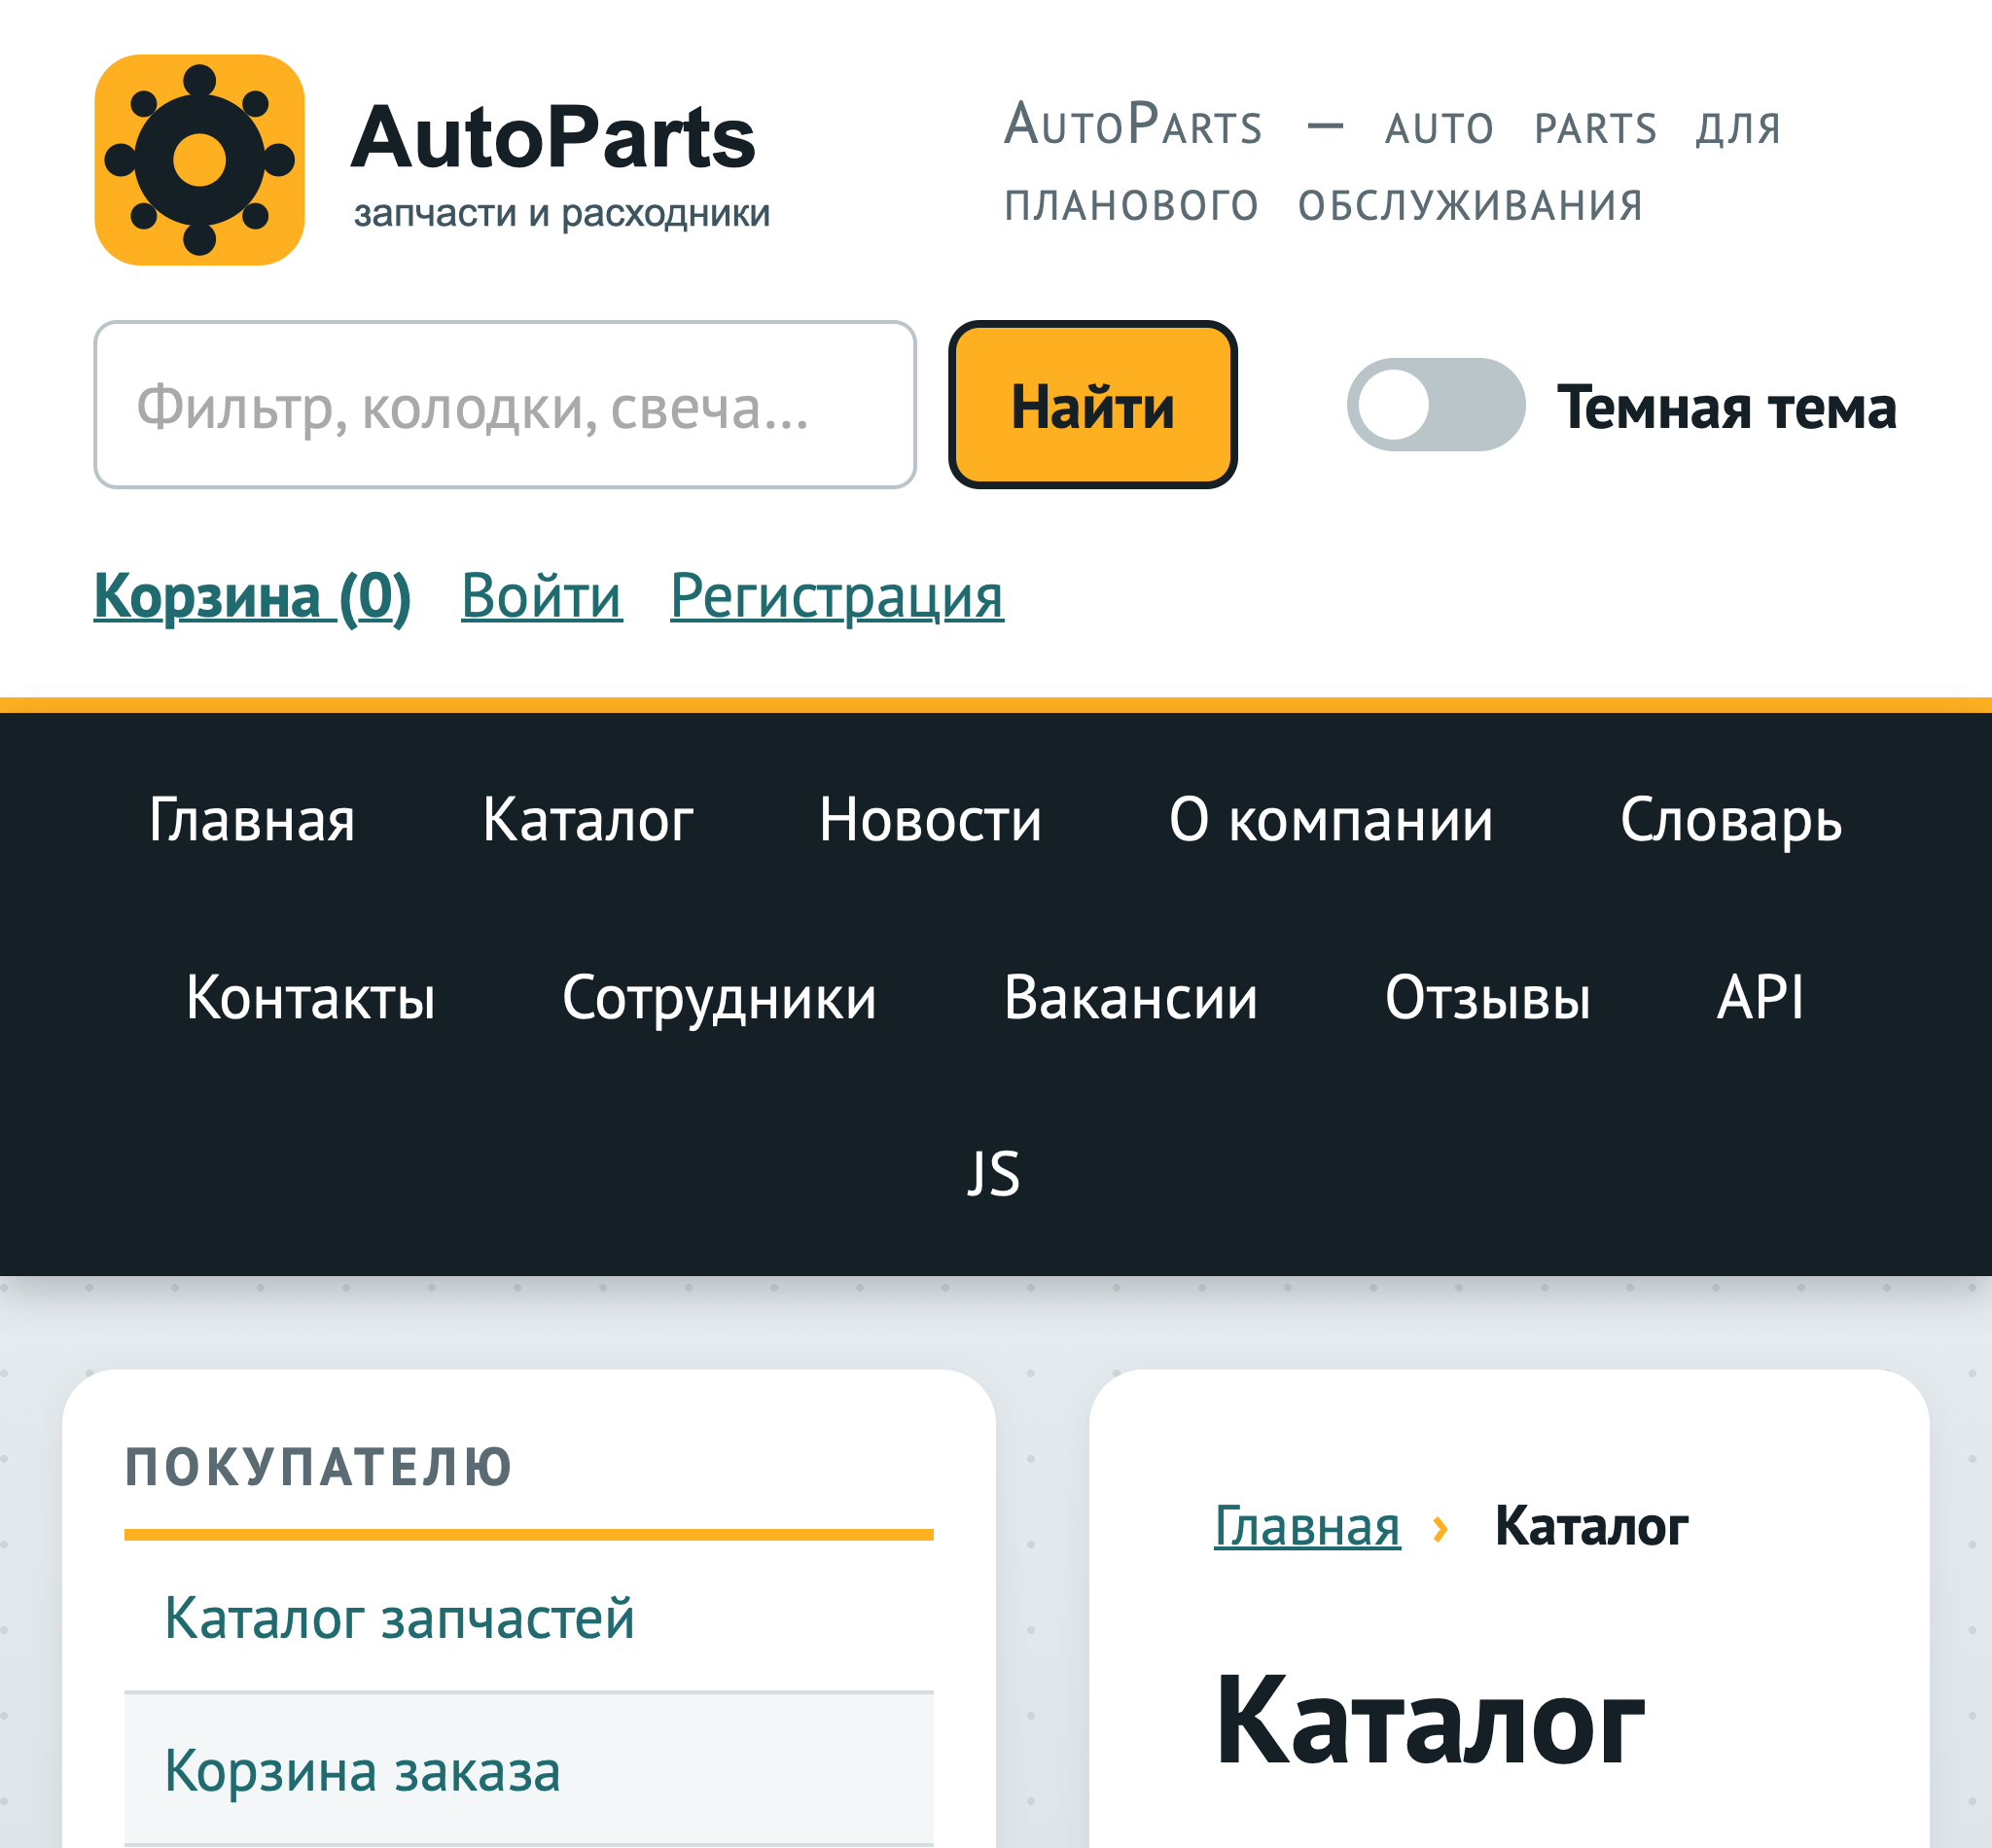 AutoParts
запчасти и расходники
AutoParts — auto parts для
планового обслуживания
Фильтр, колодки, свеча...
Найти
Темная тема
Корзина (0) Войти Регистрация
Главная Каталог Новости О компании Словарь
Контакты Сотрудники Вакансии Отзывы API
JS
ПОКУПАТЕЛЮ
Каталог запчастей
Корзина заказа
Главная › Каталог
Каталог